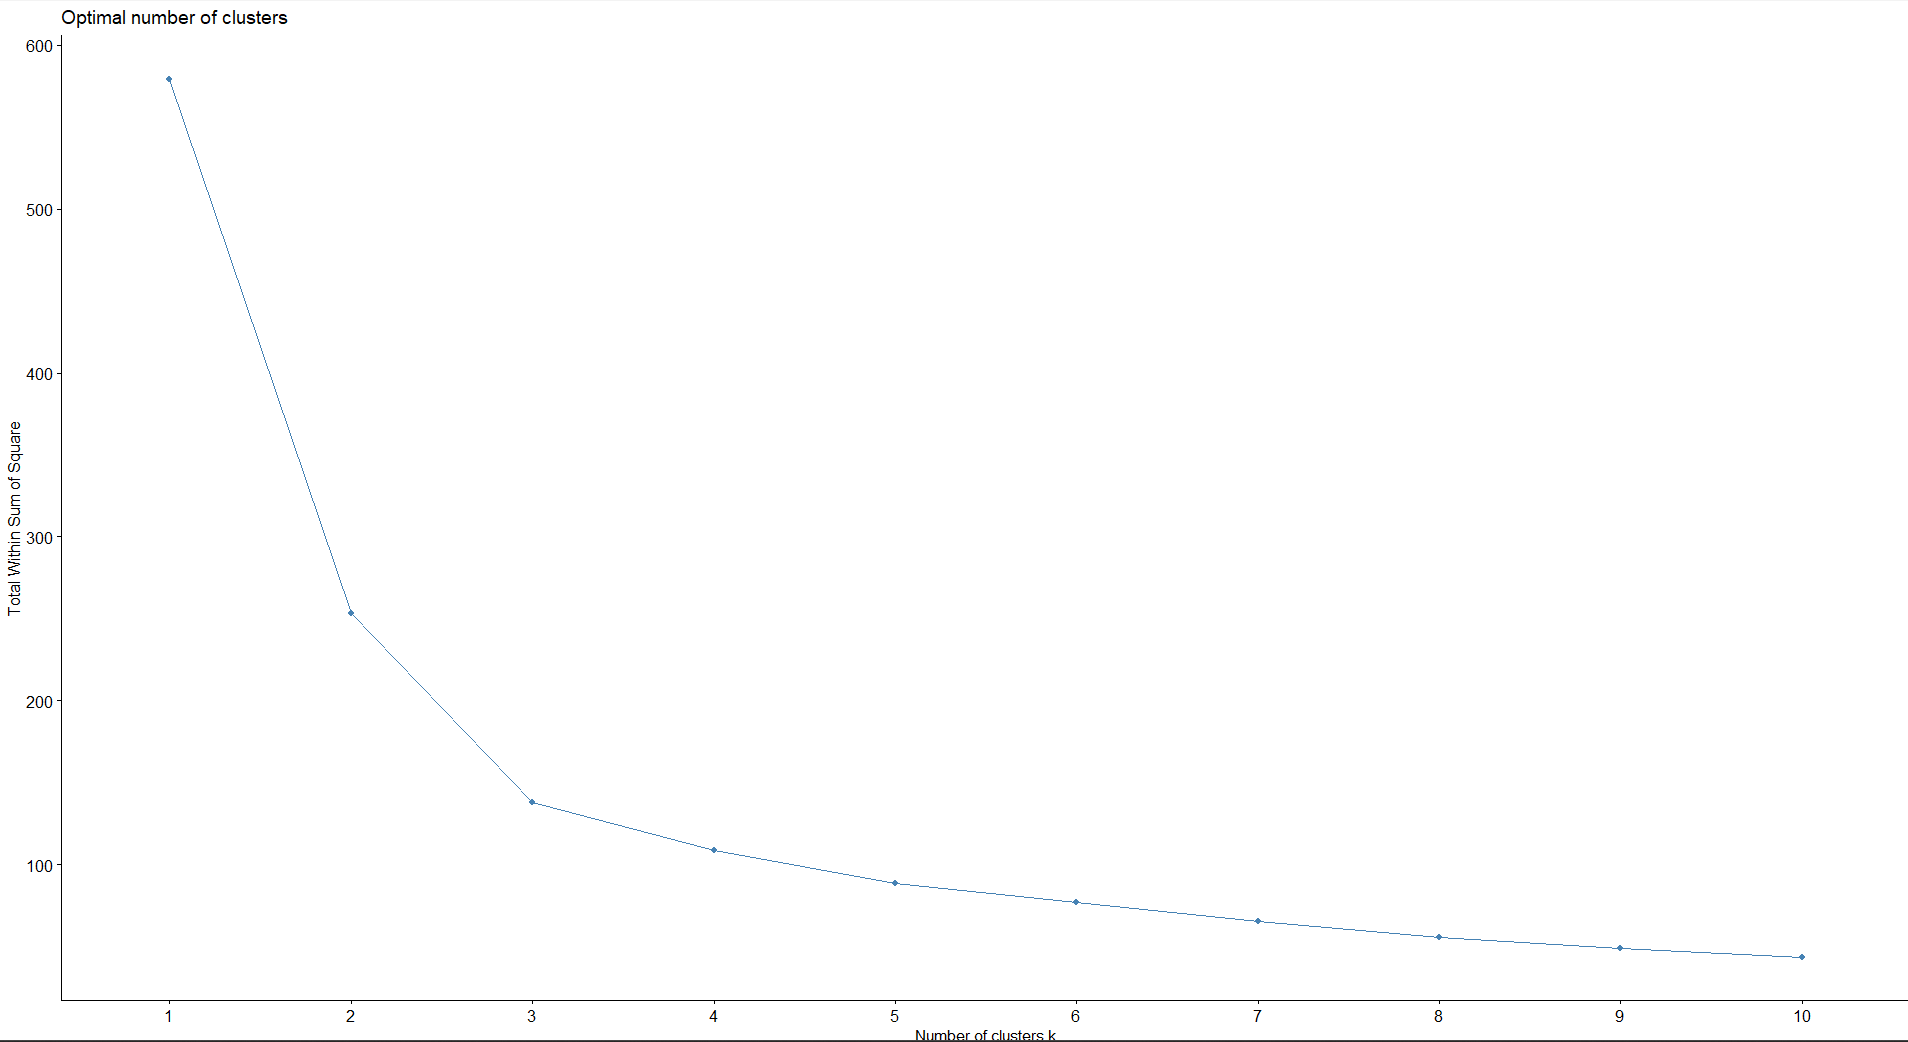 Optimal number of clusters
600
500
400
300
200
100
Total Within Sum of Square
1 2 3 4 5 6 7 8 9 10
Number of clusters k